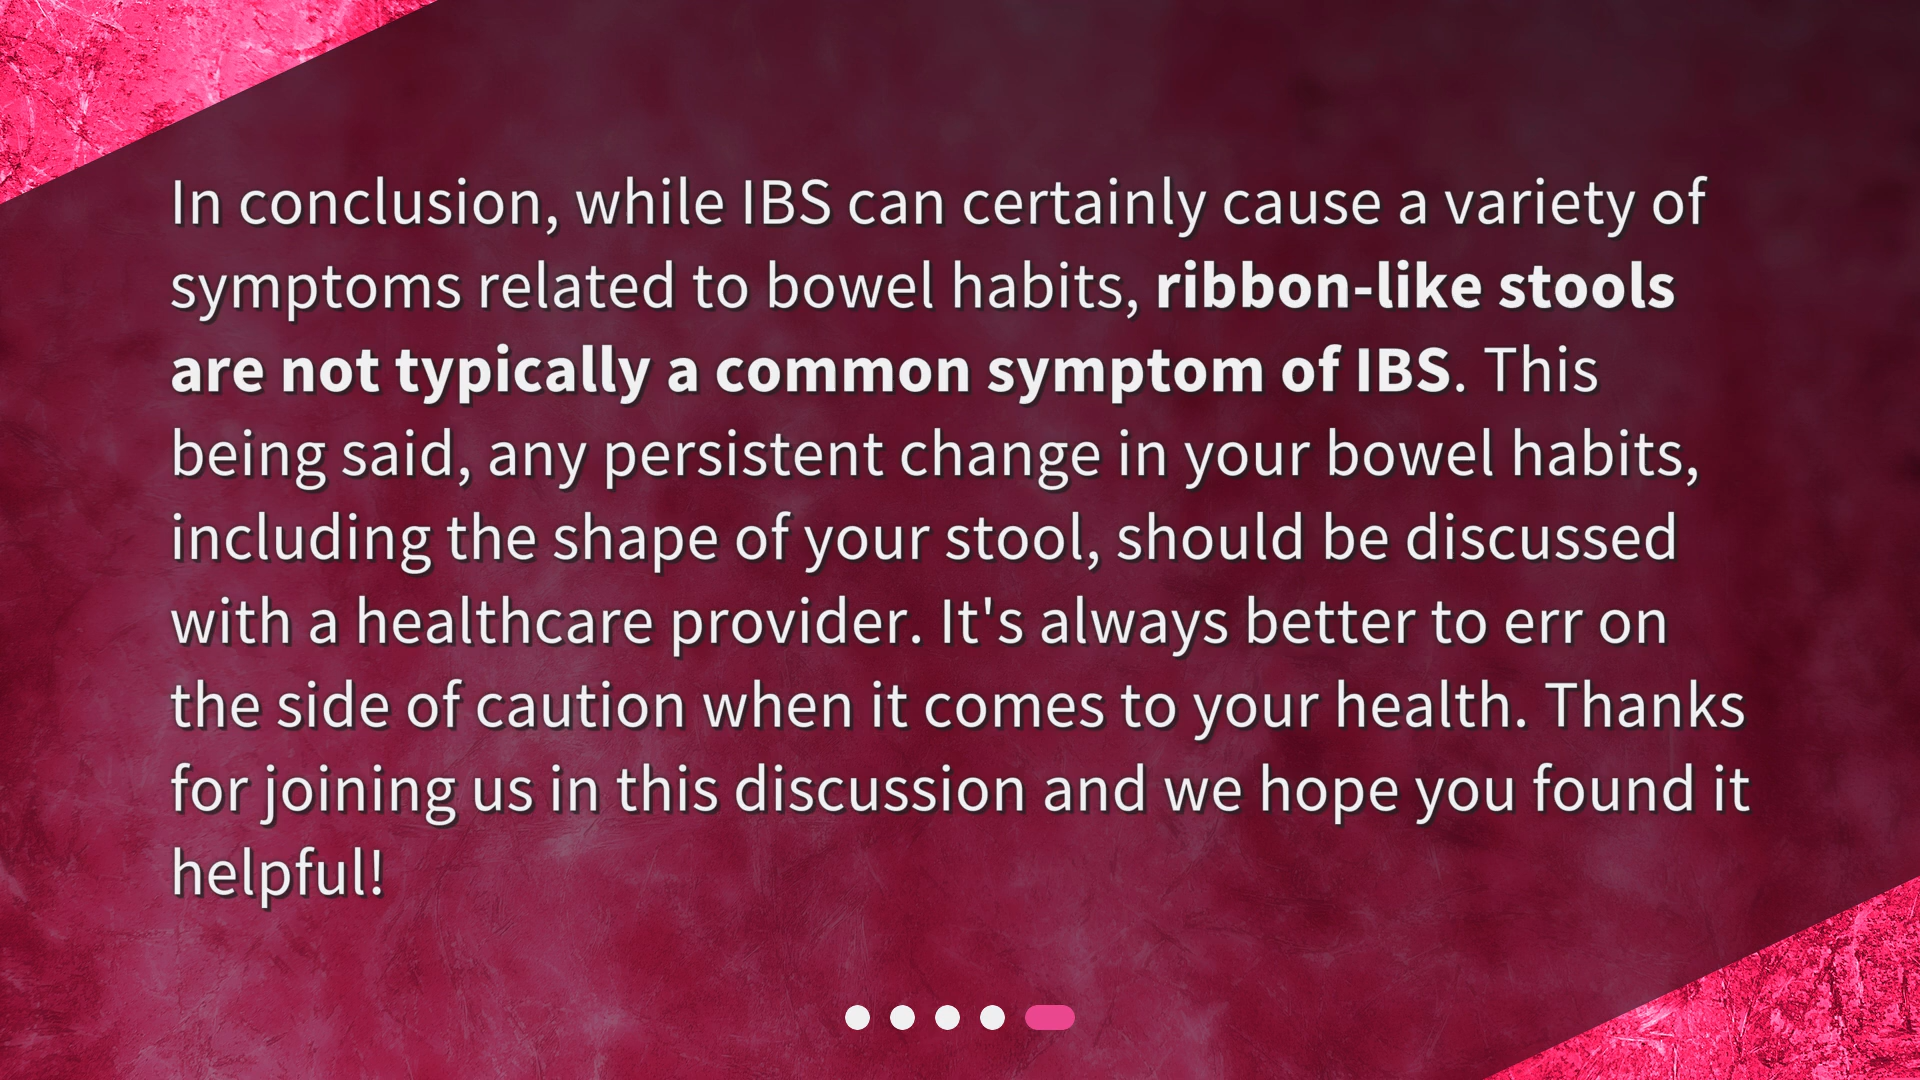 In conclusion, while IBS can certainly cause a variety of
symptoms related to bowel habits, ribbon-like stools
are not typically a common symptom of IBS. This
being said, any persistent change in your bowel habits,
including the shape of your stool, should be discussed
with a healthcare provider. It's always better to err on
the side of caution when it comes to your health. Thanks
for joining us in this discussion and we hope you found it
helpful!